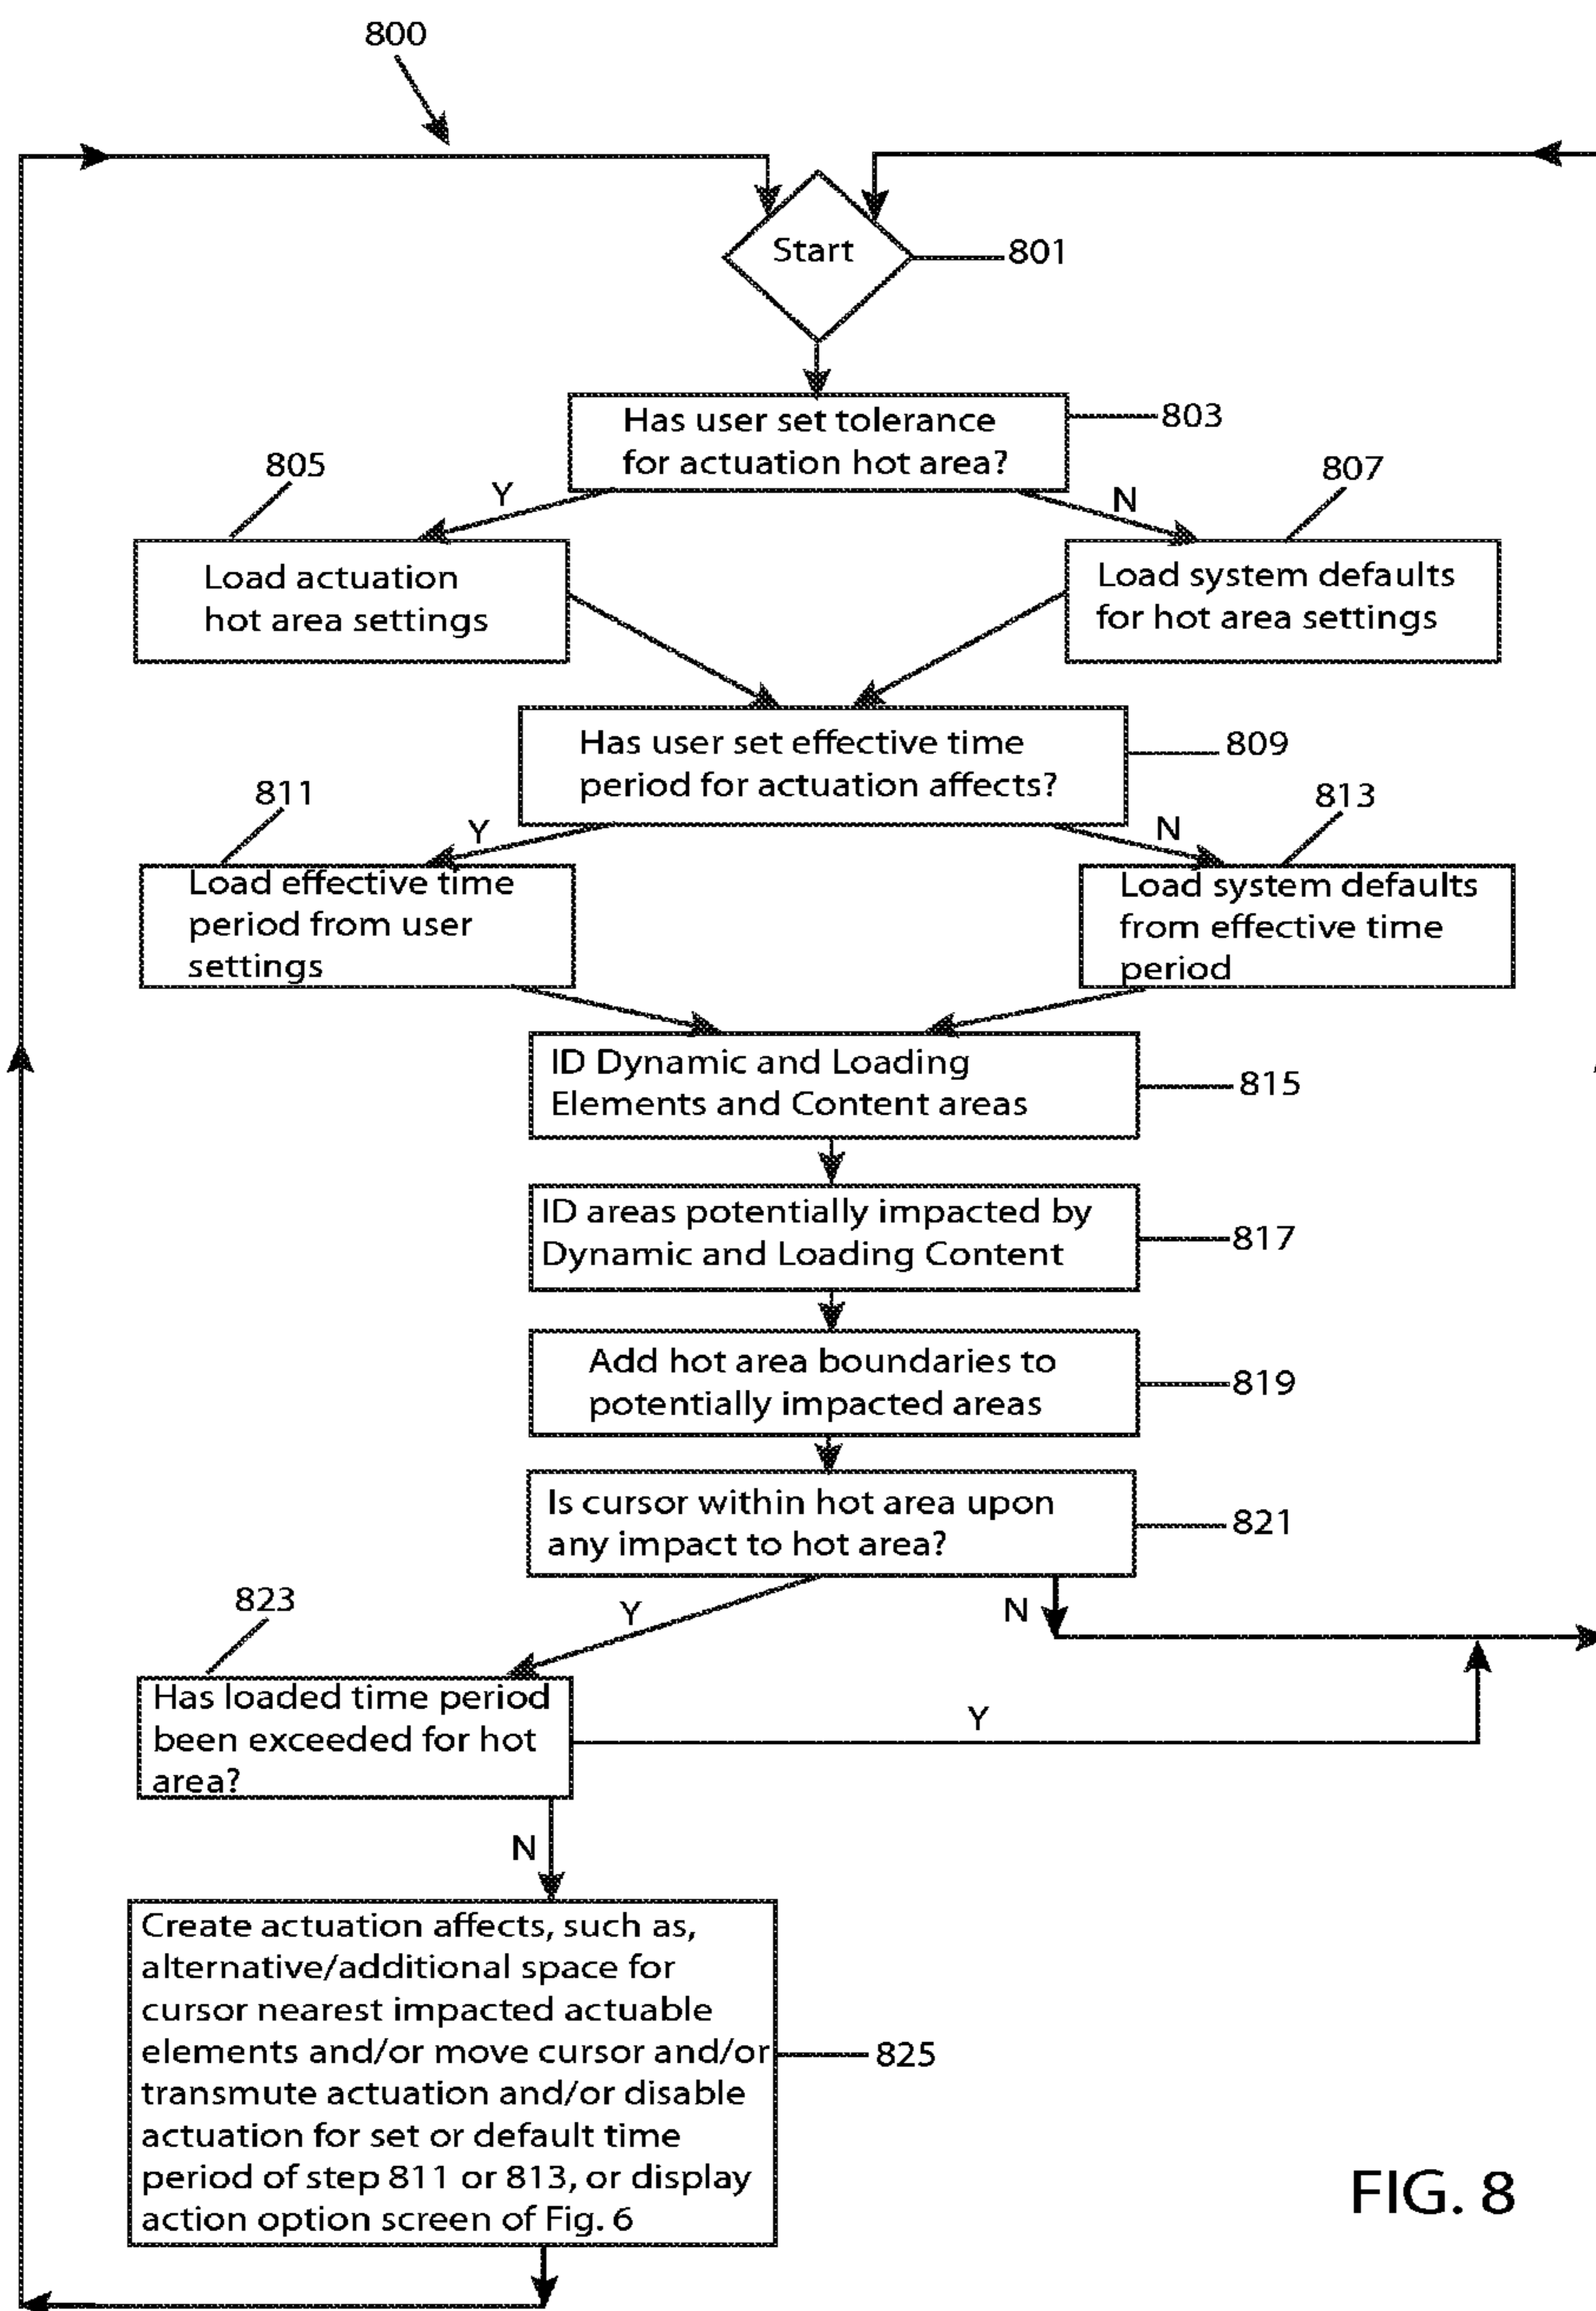 800
Start
801
Has user set tolerance
for actuation hot area?
803
805
Y
N
807
Load actuation
hot area settings
Load system defaults
for hot area settings
Has user set effective time
period for actuation affects?
809
811
Y
N
813
Load effective time
period from user
settings
Load system defaults
from effective time
period
ID Dynamic and Loading
Elements and Content areas
815
ID areas potentially impacted by
Dynamic and Loading Content
817
Add hot area boundaries to
potentially impacted areas
819
Is cursor within hot area upon
any impact to hot area?
821
823
Y
N
Has loaded time period
been exceeded for hot
area?
Y
N
Create actuation affects, such as,
alternative/additional space for
cursor nearest impacted actuable
elements and/or move cursor and/or
transmute actuation and/or disable
actuation for set or default time
period of step 811 or 813, or display
action option screen of Fig. 6
825
FIG. 8